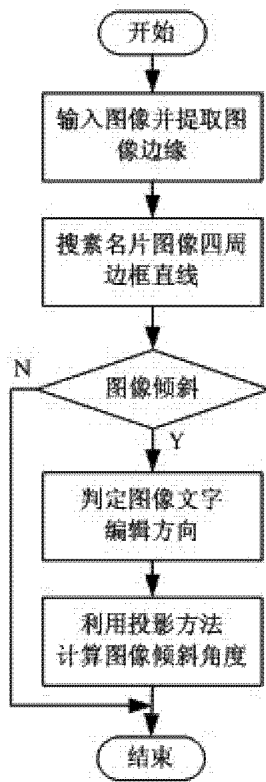 开始
输入图像并提取图
像边缘
搜素名片图像四周
边框直线
N
图像倾斜
Y
判定图像文字
编辑方向
利用投影方法
计算图像倾斜角度
结束